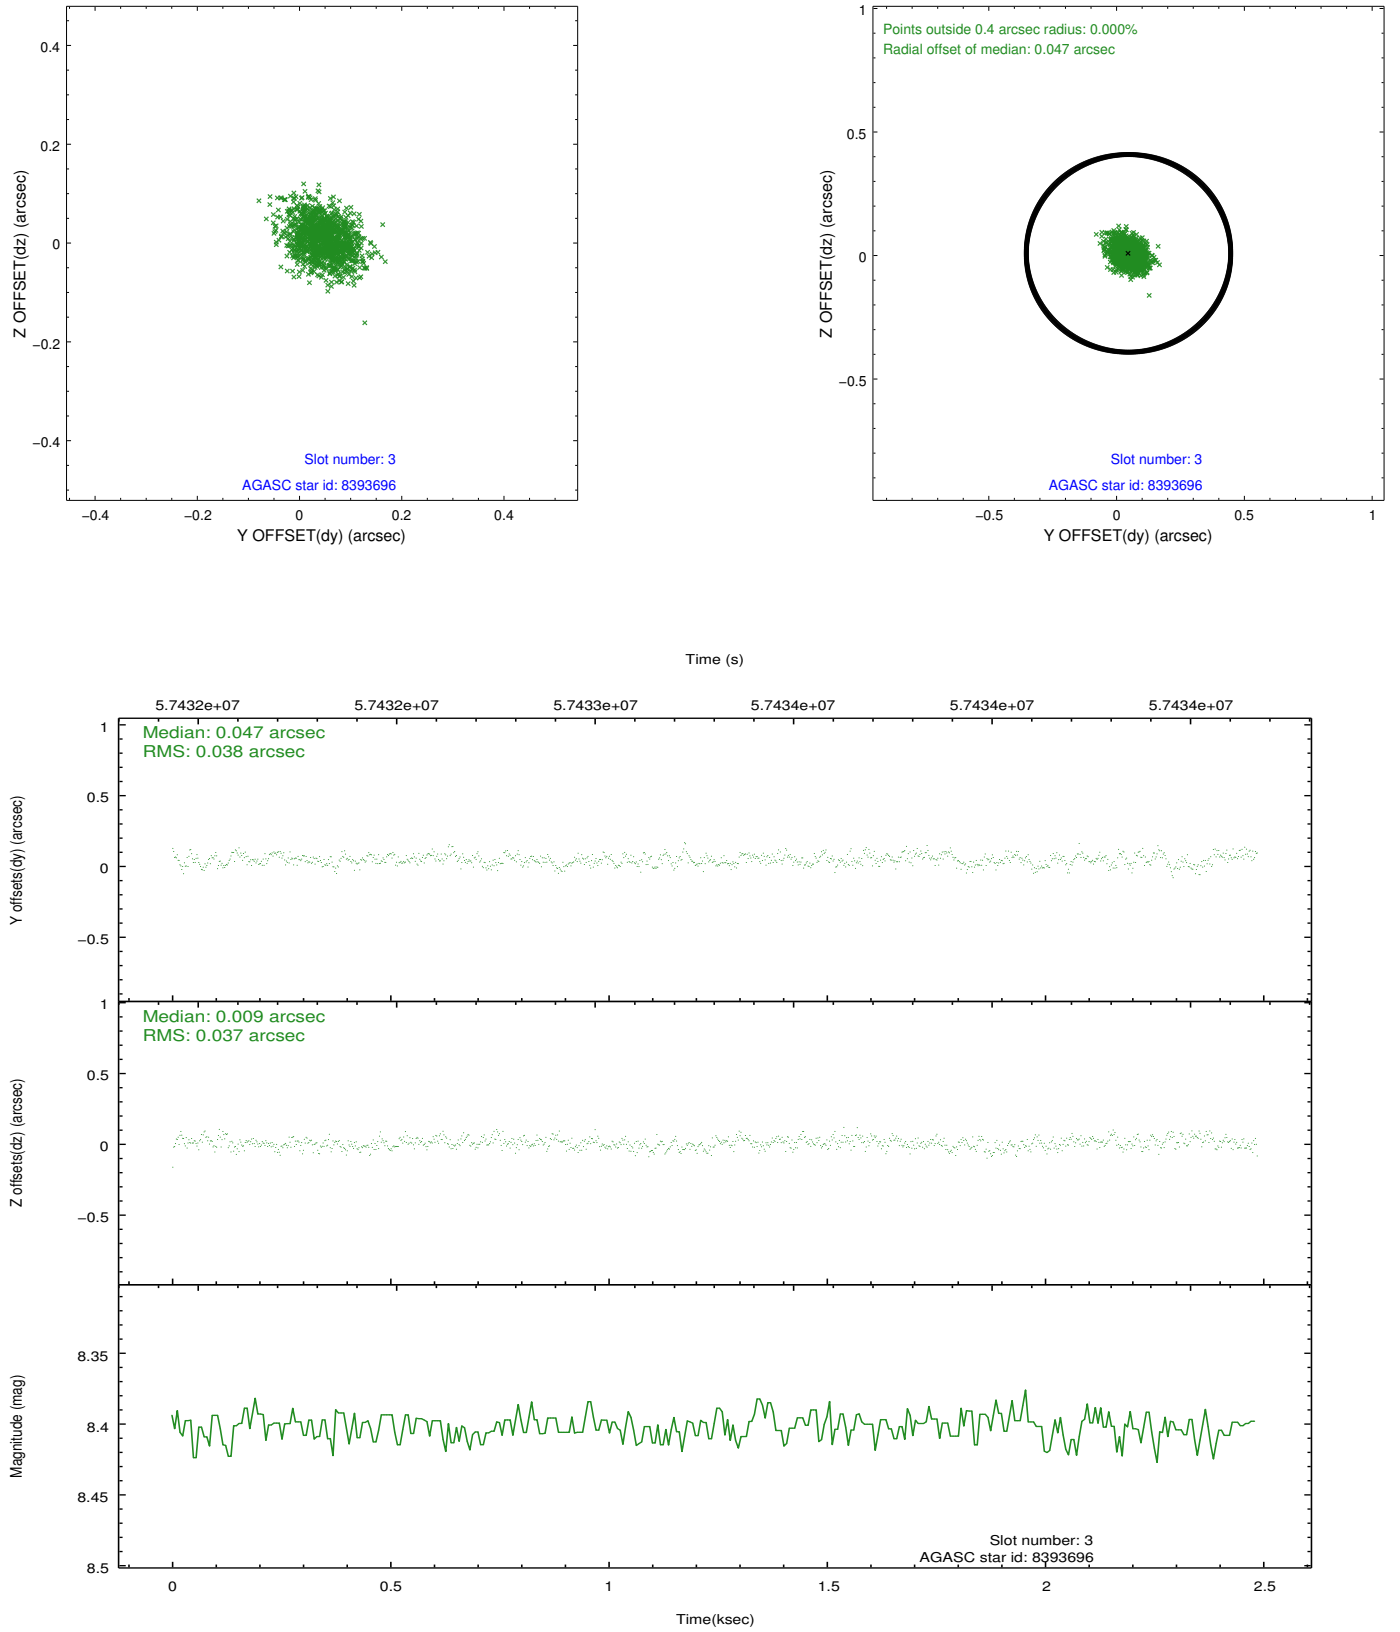 0.4
0.2
0
−0.2
−0.4
Z OFFSET(dz) (arcsec)
Slot number: 3
AGASC star id: 8393696
−0.4 −0.2 0 0.2 0.4
Y OFFSET(dy) (arcsec)
Points outside 0.4 arcsec radius: 0.000%
Radial offset of median: 0.047 arcsec
1
0.5
0
−0.5
Z OFFSET(dz) (arcsec)
Slot number: 3
AGASC star id: 8393696
−0.5 0 0.5 1
Y OFFSET(dy) (arcsec)
Time (s)
5.7432e+07 5.7432e+07 5.7433e+07 5.7434e+07 5.7434e+07 5.7434e+07
Median: 0.047 arcsec
RMS: 0.038 arcsec
1
0.5
0
−0.5
Y offsets(dy) (arcsec)
Median: 0.009 arcsec
RMS: 0.037 arcsec
1
0.5
0
−0.5
Z offsets(dz) (arcsec)
8.35
8.4
8.45
8.5
Magnitude (mag)
Slot number: 3
AGASC star id: 8393696
0 0.5 1 1.5 2 2.5
Time(ksec)